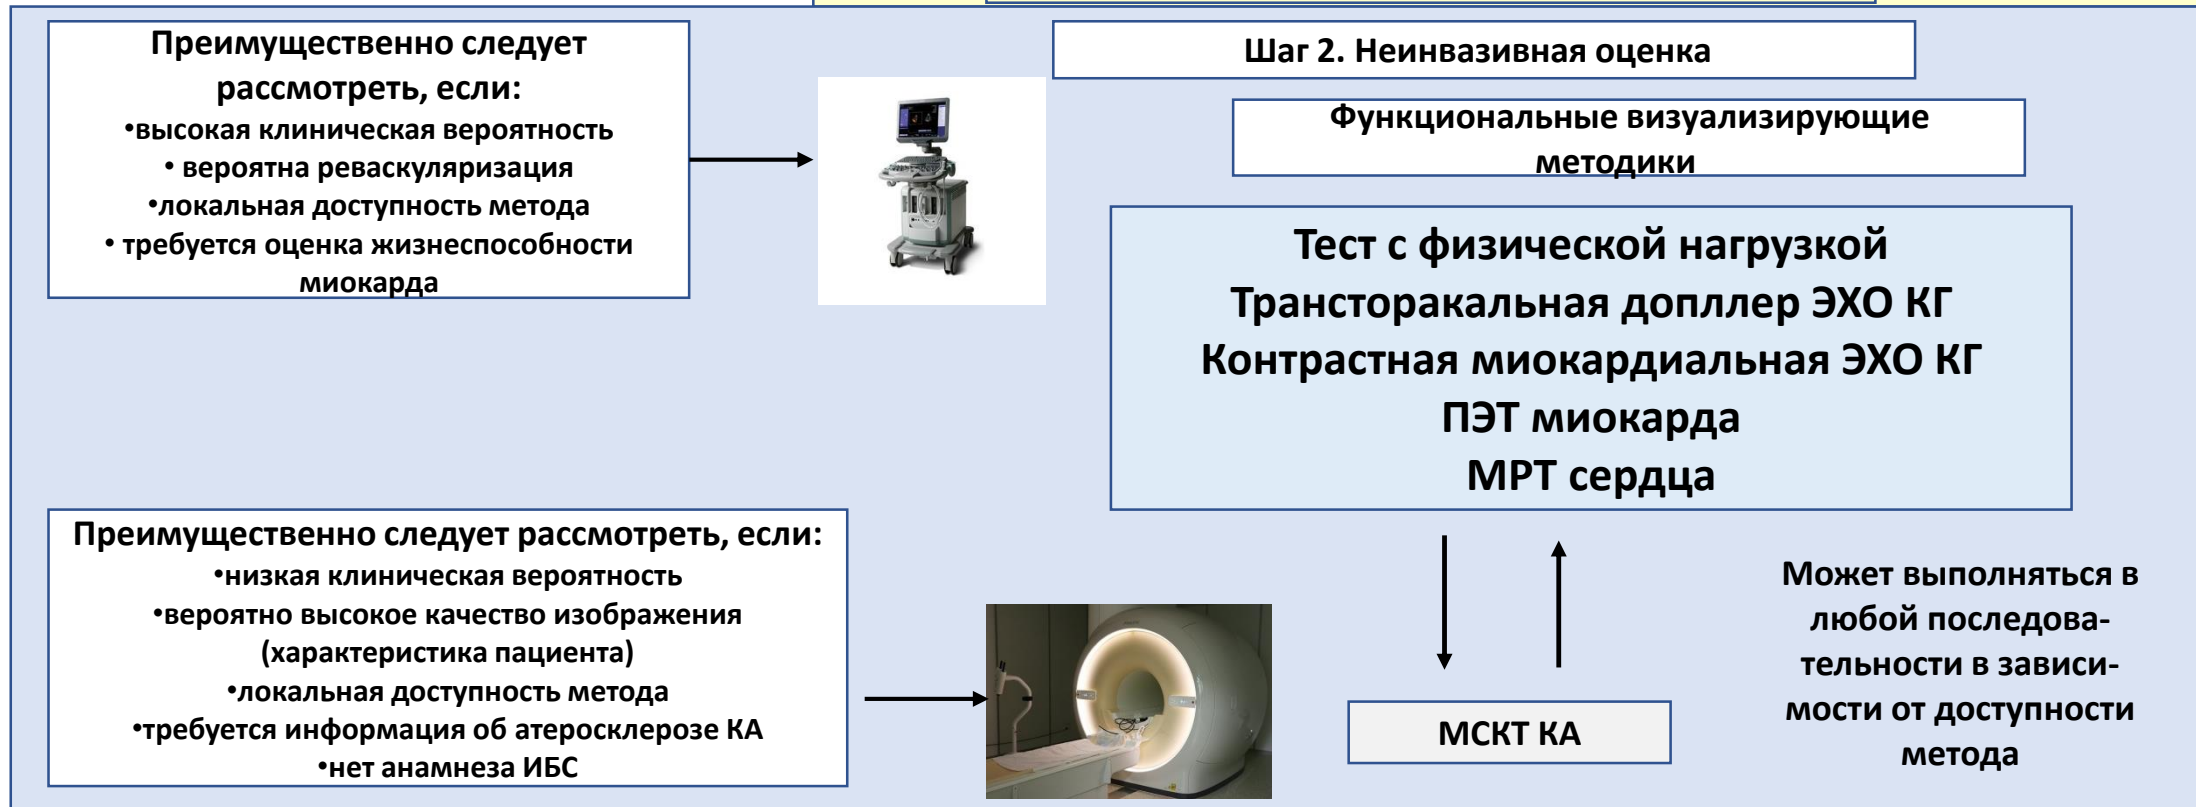 Преимущественно следует
рассмотреть, если:
•высокая клиническая вероятность
• вероятна реваскуляризация
•локальная доступность метода
• требуется оценка жизнеспособности
миокарда
Шаг 2. Неинвазивная оценка
Функциональные визуализирующие
методики
Тест с физической нагрузкой
Трансторакальная допллер ЭХО КГ
Контрастная миокардиальная ЭХО КГ
ПЭТ миокарда
МРТ сердца
Преимущественно следует рассмотреть, если:
•низкая клиническая вероятность
•вероятно высокое качество изображения
(характеристика пациента)
•локальная доступность метода
•требуется информация об атеросклерозе КА
•нет анамнеза ИБС
МСКТ КА
Может выполняться в
любой последова-
тельности в зависи-
мости от доступности
метода